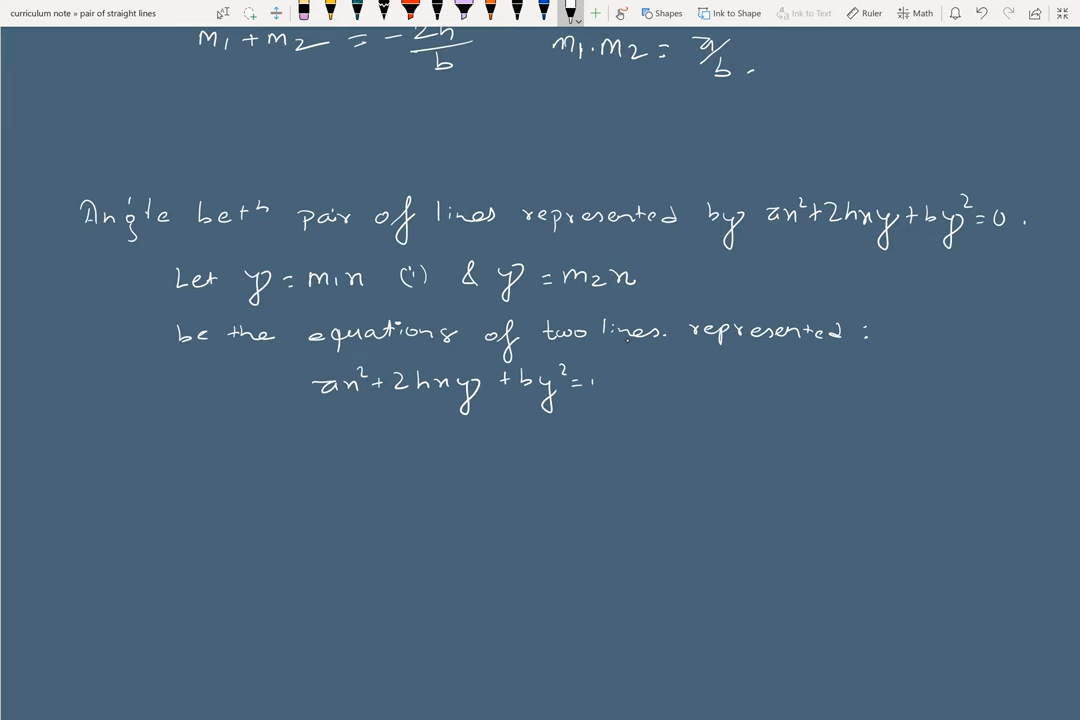 curriculum note » pair of straight lines
Shapes Ink to Shape Ink to Text Ruler Math
m₁ + m₂ = -2h/b m₁.m₂ = a/b.
Angle betn pair of lines represented by ax²+2hxy+by²=0.
Let y = m₁x (i) & y = m₂x
be the equations of two lines. represented :
ax²+2hxy+by²=